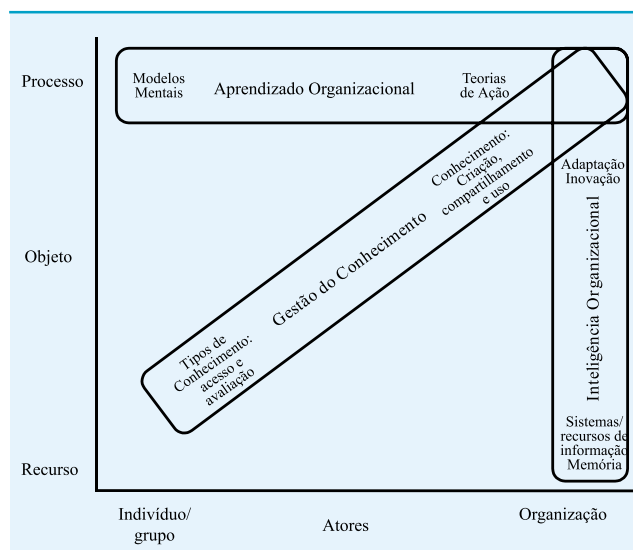 Processo
Modelos
Mentais
Aprendizado Organizacional
Teorias
de Ação
Conhecimento:
Criação,
compartilhamento
e uso
Adaptação
Inovação
Objeto
Gestão do Conhecimento
Inteligência Organizacional
Tipos de
Conhecimento:
acesso e
avaliação
Sistemas/
recursos de
informação
Memória
Recurso
Indivíduo/
grupo
Atores
Organização